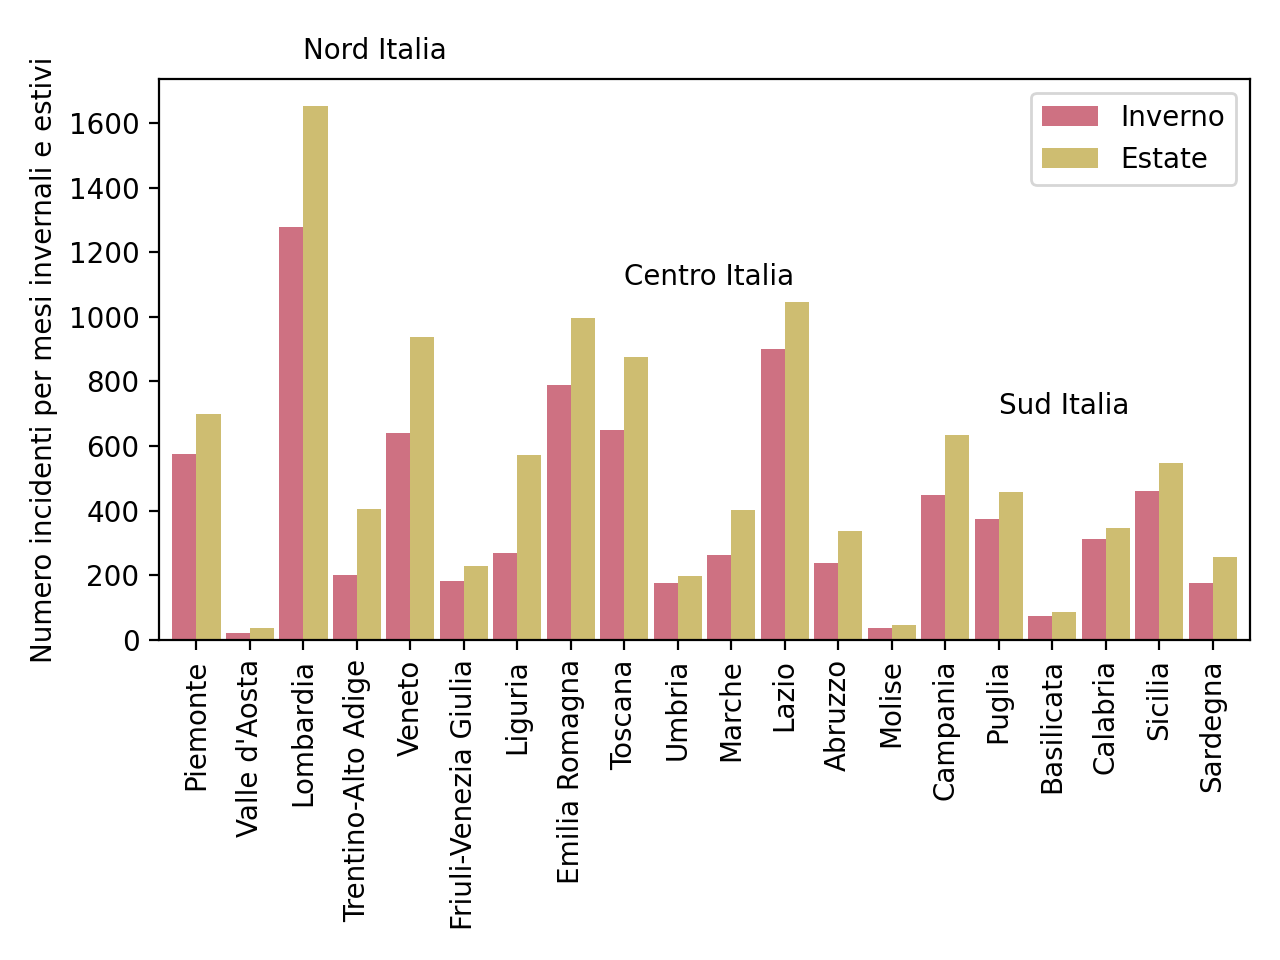 Nord Italia
Numero incidenti per mesi invernali e estivi
1600
1400
1200
1000
800
600
400
200
0
Inverno
Estate
Centro Italia
Sud Italia
Piemonte
Valle d'Aosta
Lombardia
Trentino-Alto Adige
Veneto
Friuli-Venezia Giulia
Liguria
Emilia Romagna
Toscana
Umbria
Marche
Lazio
Abruzzo
Molise
Campania
Puglia
Basilicata
Calabria
Sicilia
Sardegna